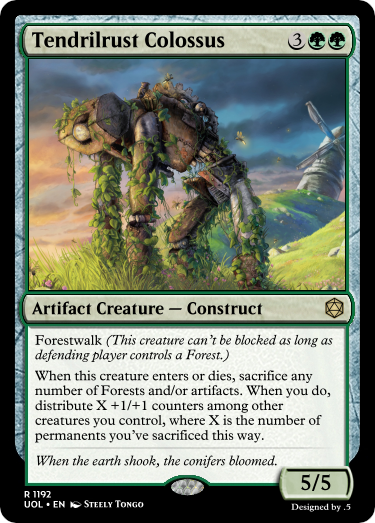 Tendrilrust Colossus 3
Artifact Creature — Construct
Forestwalk (This creature can't be blocked as long as
defending player controls a Forest.)
When this creature enters or dies, sacrifice any
number of Forests and/or artifacts. When you do,
distribute X +1/+1 counters among other
creatures you control, where X is the number of
permanents you've sacrificed this way.
When the earth shook, the conifers bloomed.
5/5
R 1192
UOL • EN Steely Tongo
Designed by .5